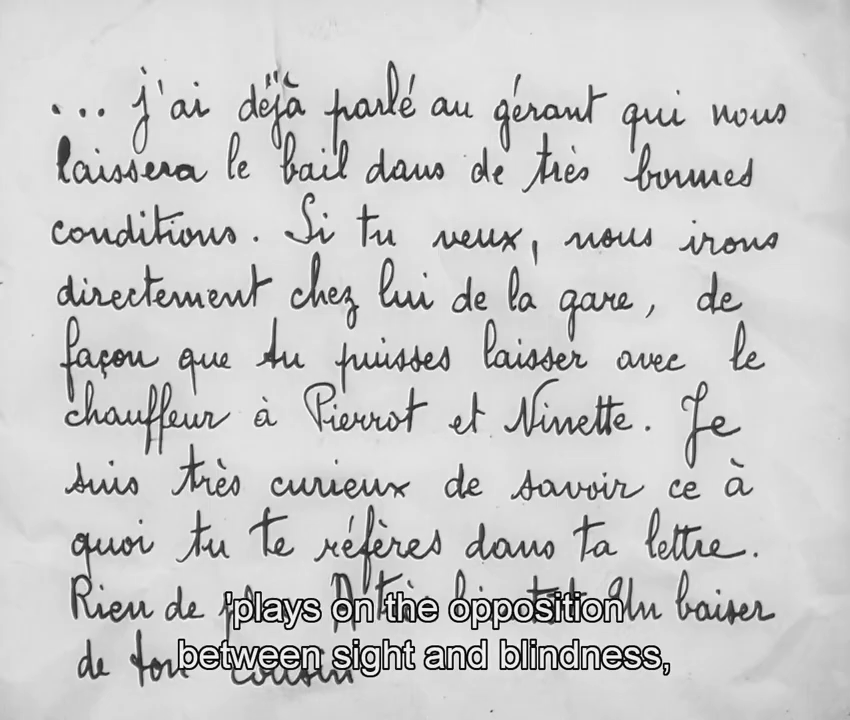 ... j'ai déjà parlé au gérant qui nous
laissera le bail dans de très bonnes
conditions. Si tu veux, nous irons
directement chez lui de la gare, de
façon que tu puisses laisser avec le
chauffeur à Pierrot et Ninette. Je
suis très curieux de savoir ce à
quoi tu te réfères dans ta lettre.
Rien de plus. A Un baiser
de ton cousin
'plays on the opposition
between sight and blindness,